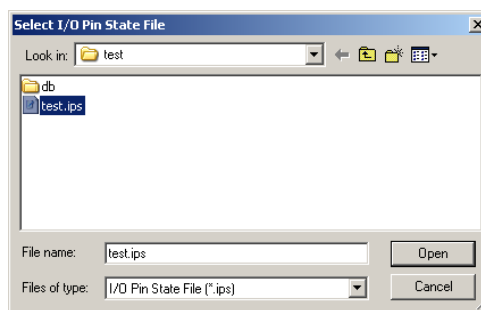 Select I/O Pin State File
Look in: test
db
test.ips
File name: test.ips Open
Files of type: I/O Pin State File (*.ips) Cancel